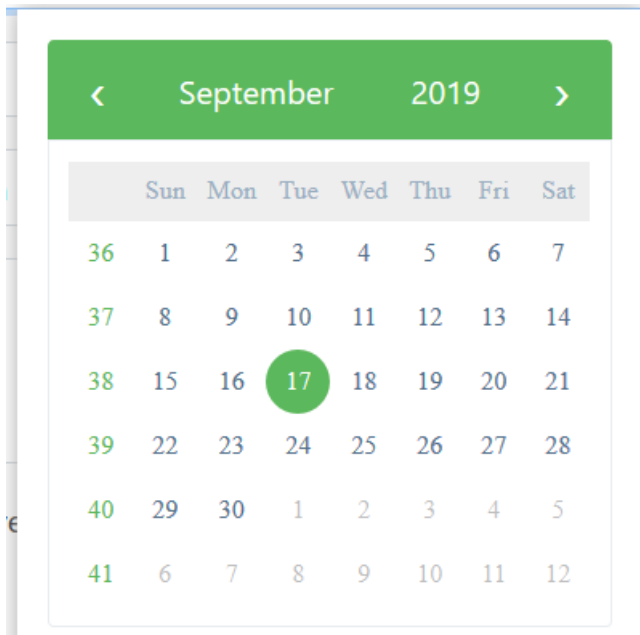 ‹ September 2019 ›
Sun Mon Tue Wed Thu Fri Sat
36 1 2 3 4 5 6 7
37 8 9 10 11 12 13 14
38 15 16 17 18 19 20 21
39 22 23 24 25 26 27 28
40 29 30 1 2 3 4 5
re
41 6 7 8 9 10 11 12